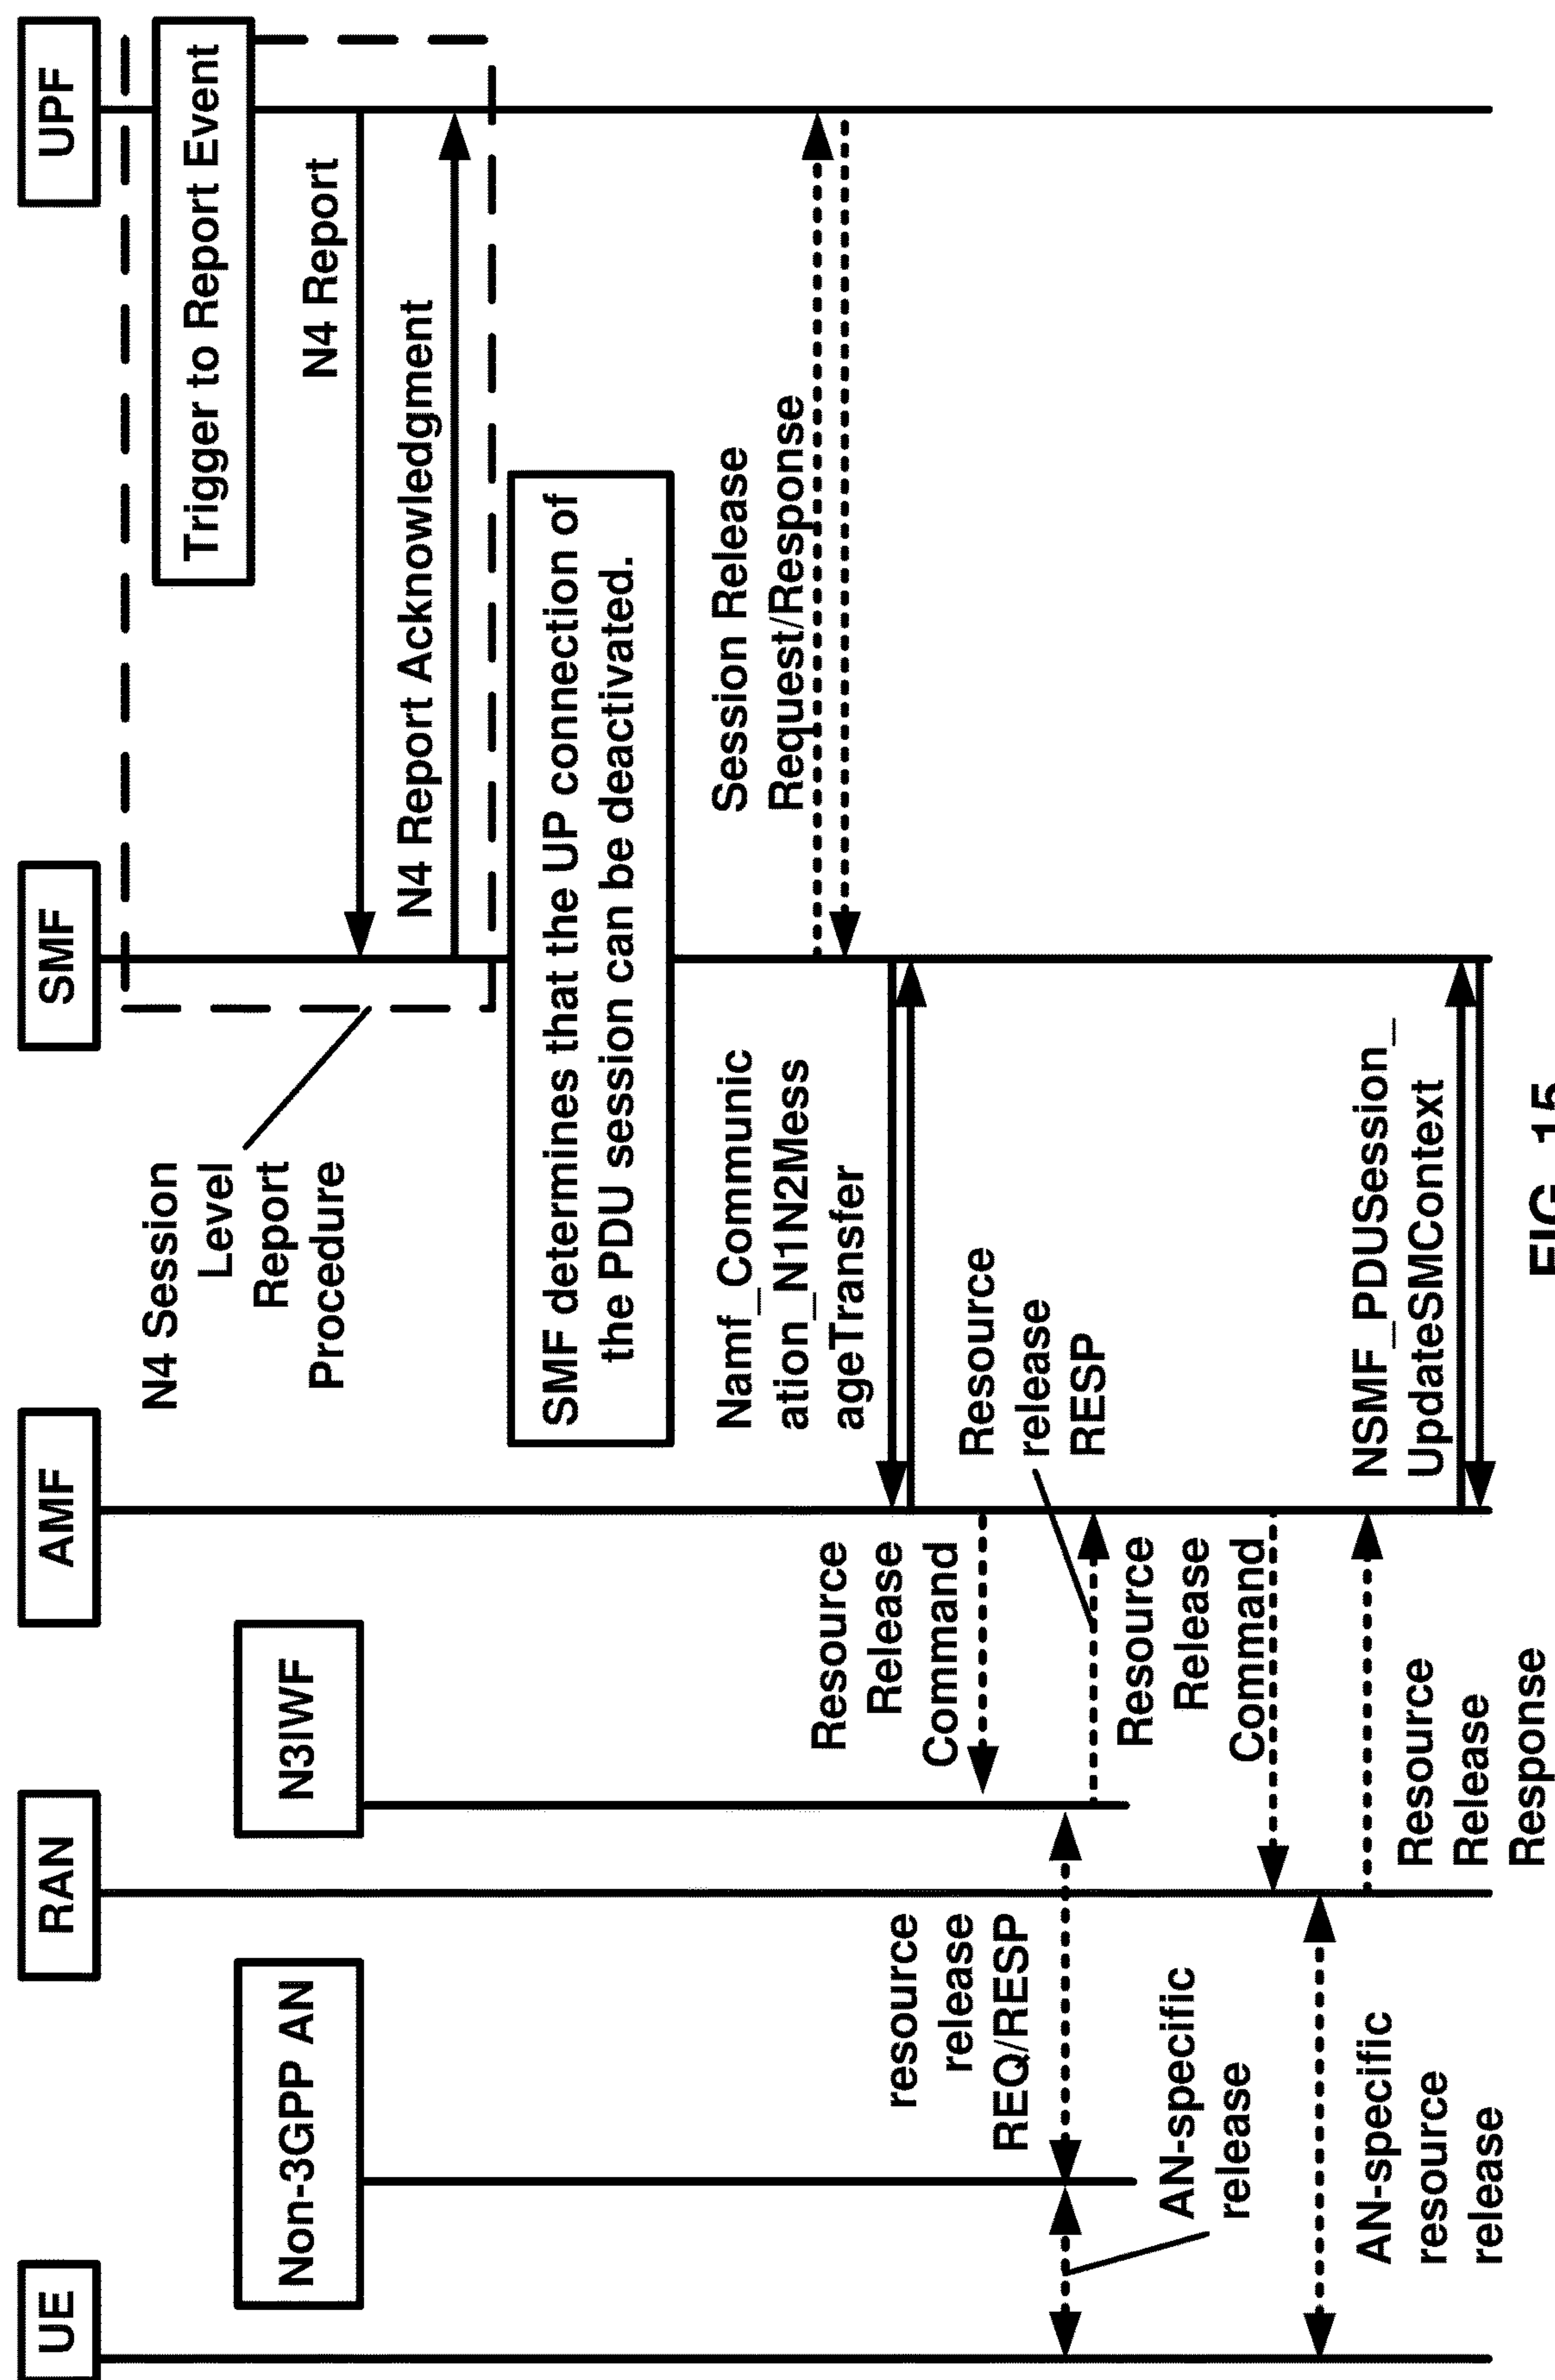 UE
RAN
AMF
SMF
UPF
Non-3GPP AN
N3IWF
Trigger to Report Event
N4 Session
Level
Report
Procedure
N4 Report
N4 Report Acknowledgment
SMF determines that the UP connection of
the PDU session can be deactivated.
Session Release
Request/Response
Namf_Communic
ation_N1N2Mess
ageTransfer
Resource
Release
Command
resource
release
REQ/RESP
Resource
release
RESP
AN-specific
release
Resource
Release
Command
AN-specific
resource
release
Resource
Release
Response
NSMF_PDUSession_
UpdateSMContext
FIG. 15